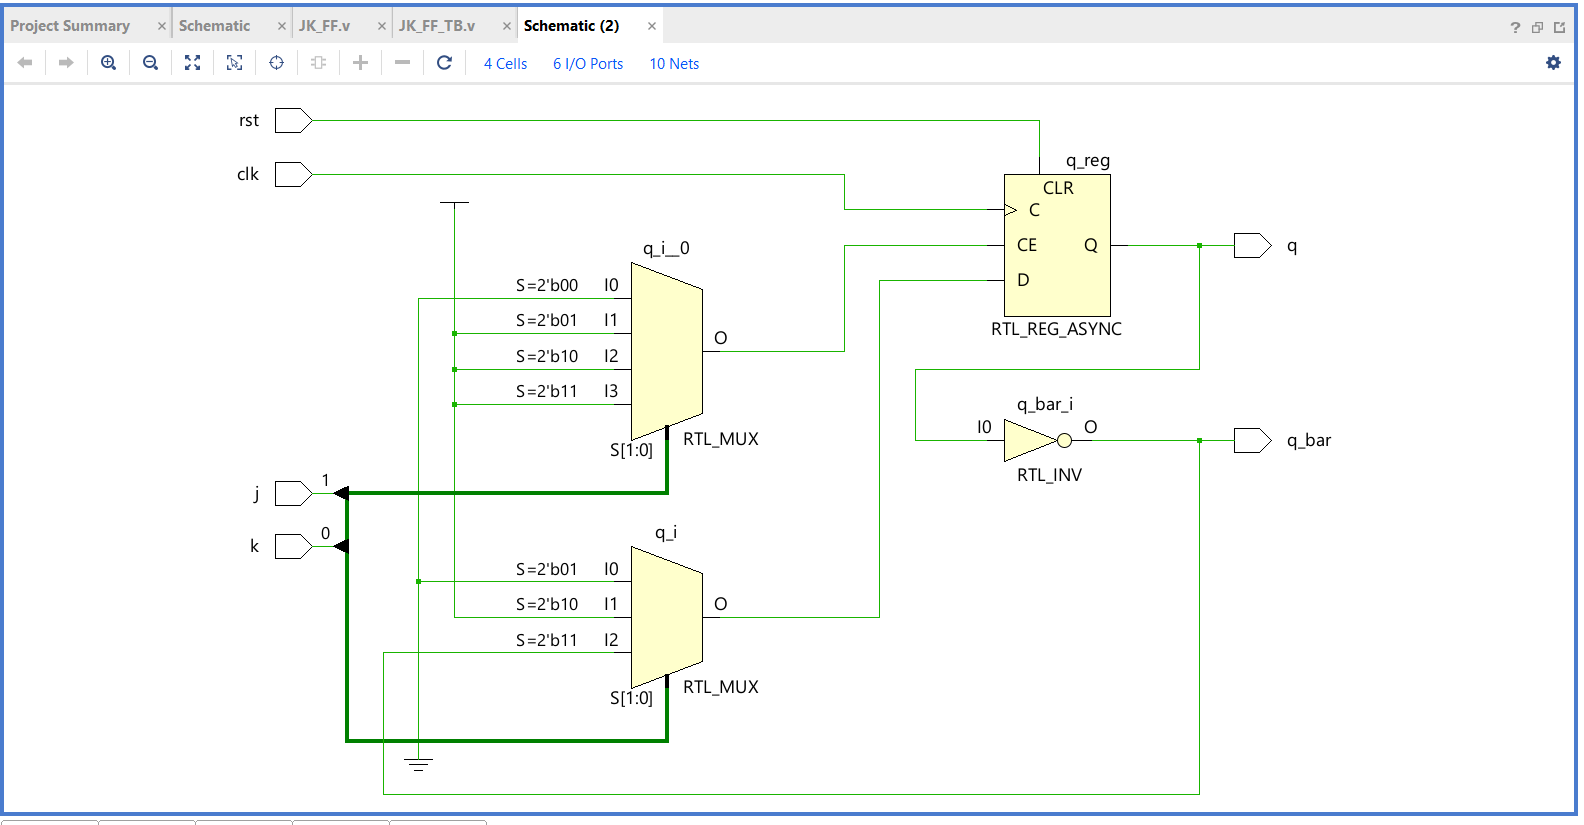 Project Summary × Schematic × JK_FF.v × JK_FF_TB.v × Schematic (2) × ?
4 Cells 6 I/O Ports 10 Nets
rst
clk
q_reg
CLR
C
CE Q
D
RTL_REG_ASYNC
q
q_i__0
S=2'b00 I0
S=2'b01 I1
S=2'b10 I2
S=2'b11 I3
O
S[1:0] RTL_MUX
q_bar_i
I0 O
RTL_INV
q_bar
j 1
k 0
q_i
S=2'b01 I0
S=2'b10 I1
S=2'b11 I2
O
S[1:0] RTL_MUX